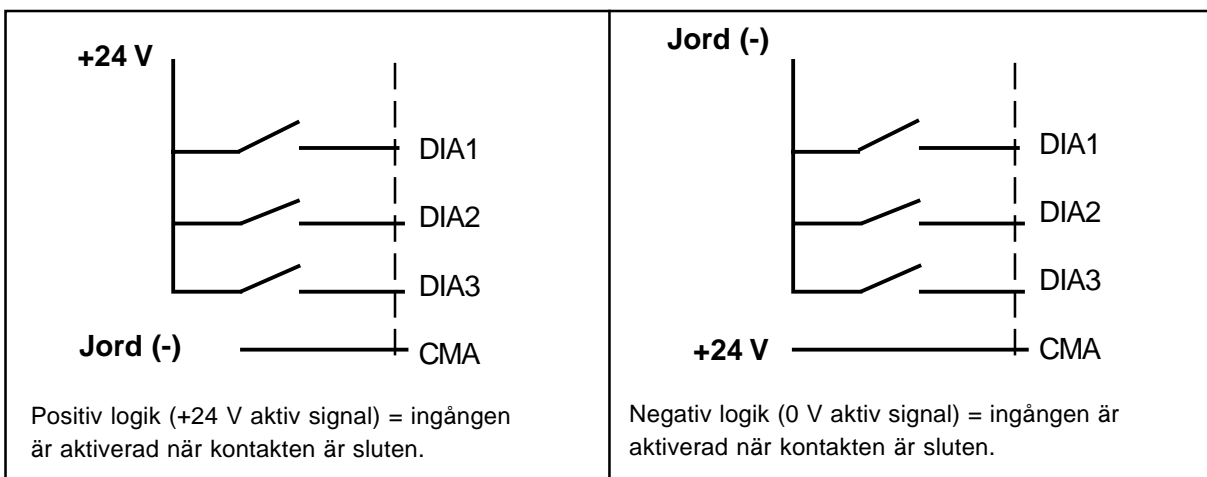 +24 V
DIA1
DIA2
DIA3
Jord (-)
CMA
Positiv logik (+24 V aktiv signal) = ingången
är aktiverad när kontakten är sluten.
Jord (-)
DIA1
DIA2
DIA3
+24 V
CMA
Negativ logik (0 V aktiv signal) = ingången är
aktiverad när kontakten är sluten.